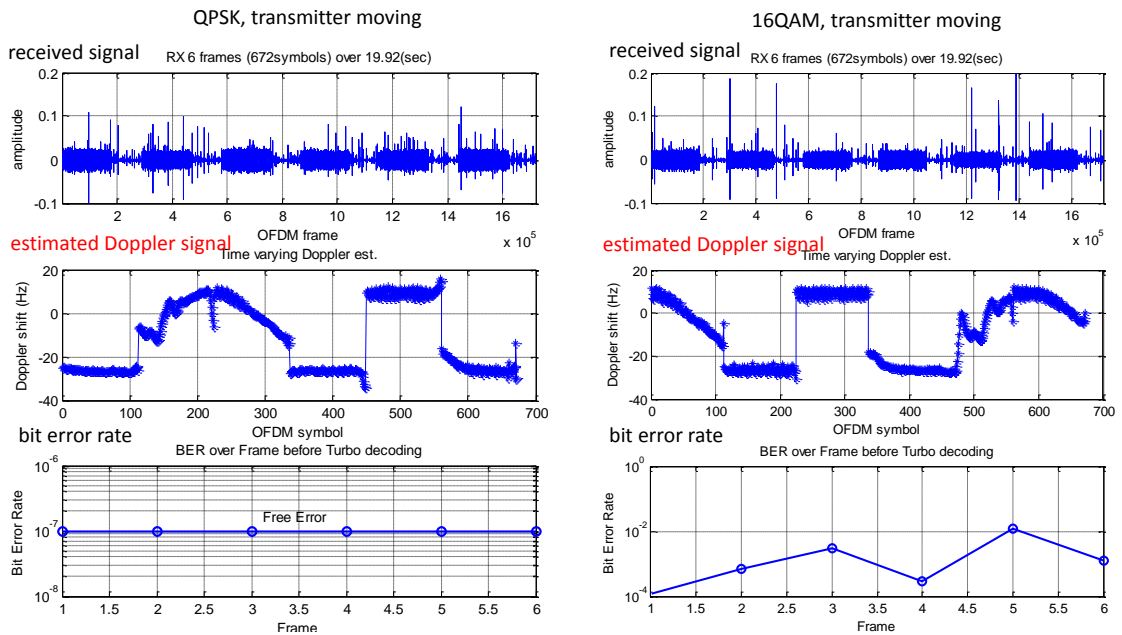 QPSK, transmitter moving
received signal
RX 6 frames (672symbols) over 19.92(sec)
0.2
0.1
0
-0.1
amplitude
2 4 6 8 10 12 14 16
OFDM frame
x 10^5
estimated Doppler signal
Time varying Doppler est.
20
0
-20
-40
Doppler shift (Hz)
0 100 200 300 400 500 600 700
OFDM symbol
bit error rate
BER over Frame before Turbo decoding
10^-6
10^-7
10^-8
Bit Error Rate
Free Error
1 1.5 2 2.5 3 3.5 4 4.5 5 5.5 6
Frame
16QAM, transmitter moving
received signal
RX 6 frames (672symbols) over 19.92(sec)
0.2
0.1
0
-0.1
amplitude
2 4 6 8 10 12 14 16
OFDM frame
x 10^5
estimated Doppler signal
Time varying Doppler est.
20
0
-20
-40
Doppler shift (Hz)
0 100 200 300 400 500 600 700
OFDM symbol
bit error rate
BER over Frame before Turbo decoding
10^0
10^-2
10^-4
Bit Error Rate
1 1.5 2 2.5 3 3.5 4 4.5 5 5.5 6
Frame